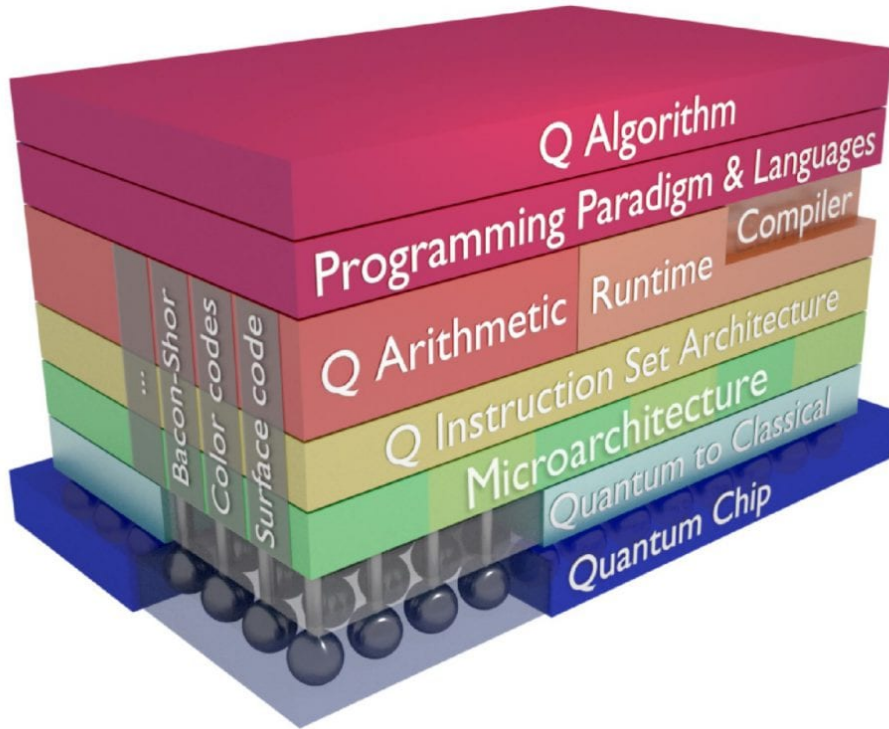 Q Algorithm
Programming Paradigm & Languages
Q Arithmetic
Runtime
Compiler
Q Instruction Set Architecture
Microarchitecture
Quantum to Classical
Quantum Chip
...
Bacon-Shor
Color codes
Surface code